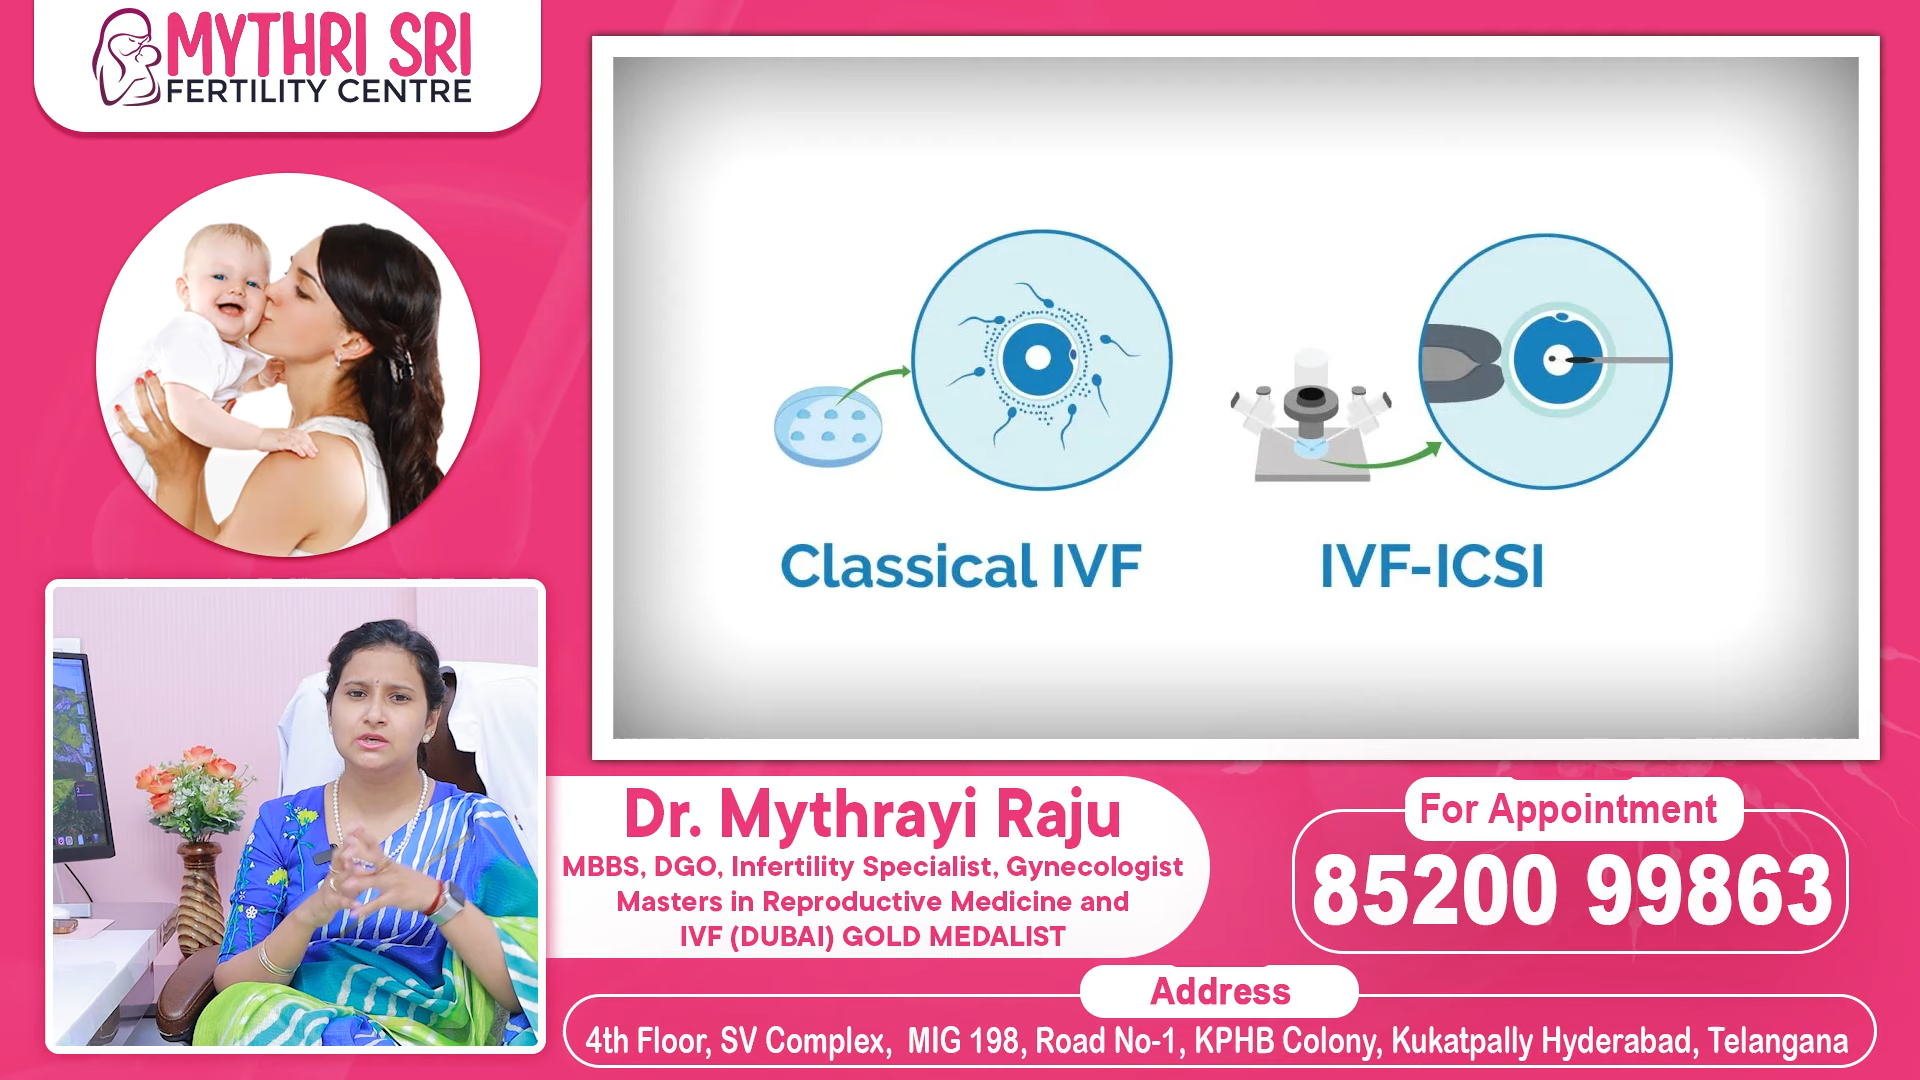 MYTHRI SRI
FERTILITY CENTRE
Classical IVF
IVF-ICSI
Dr. Mythrayi Raju
MBBS, DGO, Infertility Specialist, Gynecologist
Masters in Reproductive Medicine and
IVF (DUBAI) GOLD MEDALIST
For Appointment
85200 99863
Address
4th Floor, SV Complex, MIG 198, Road No-1, KPHB Colony, Kukatpally Hyderabad, Telangana